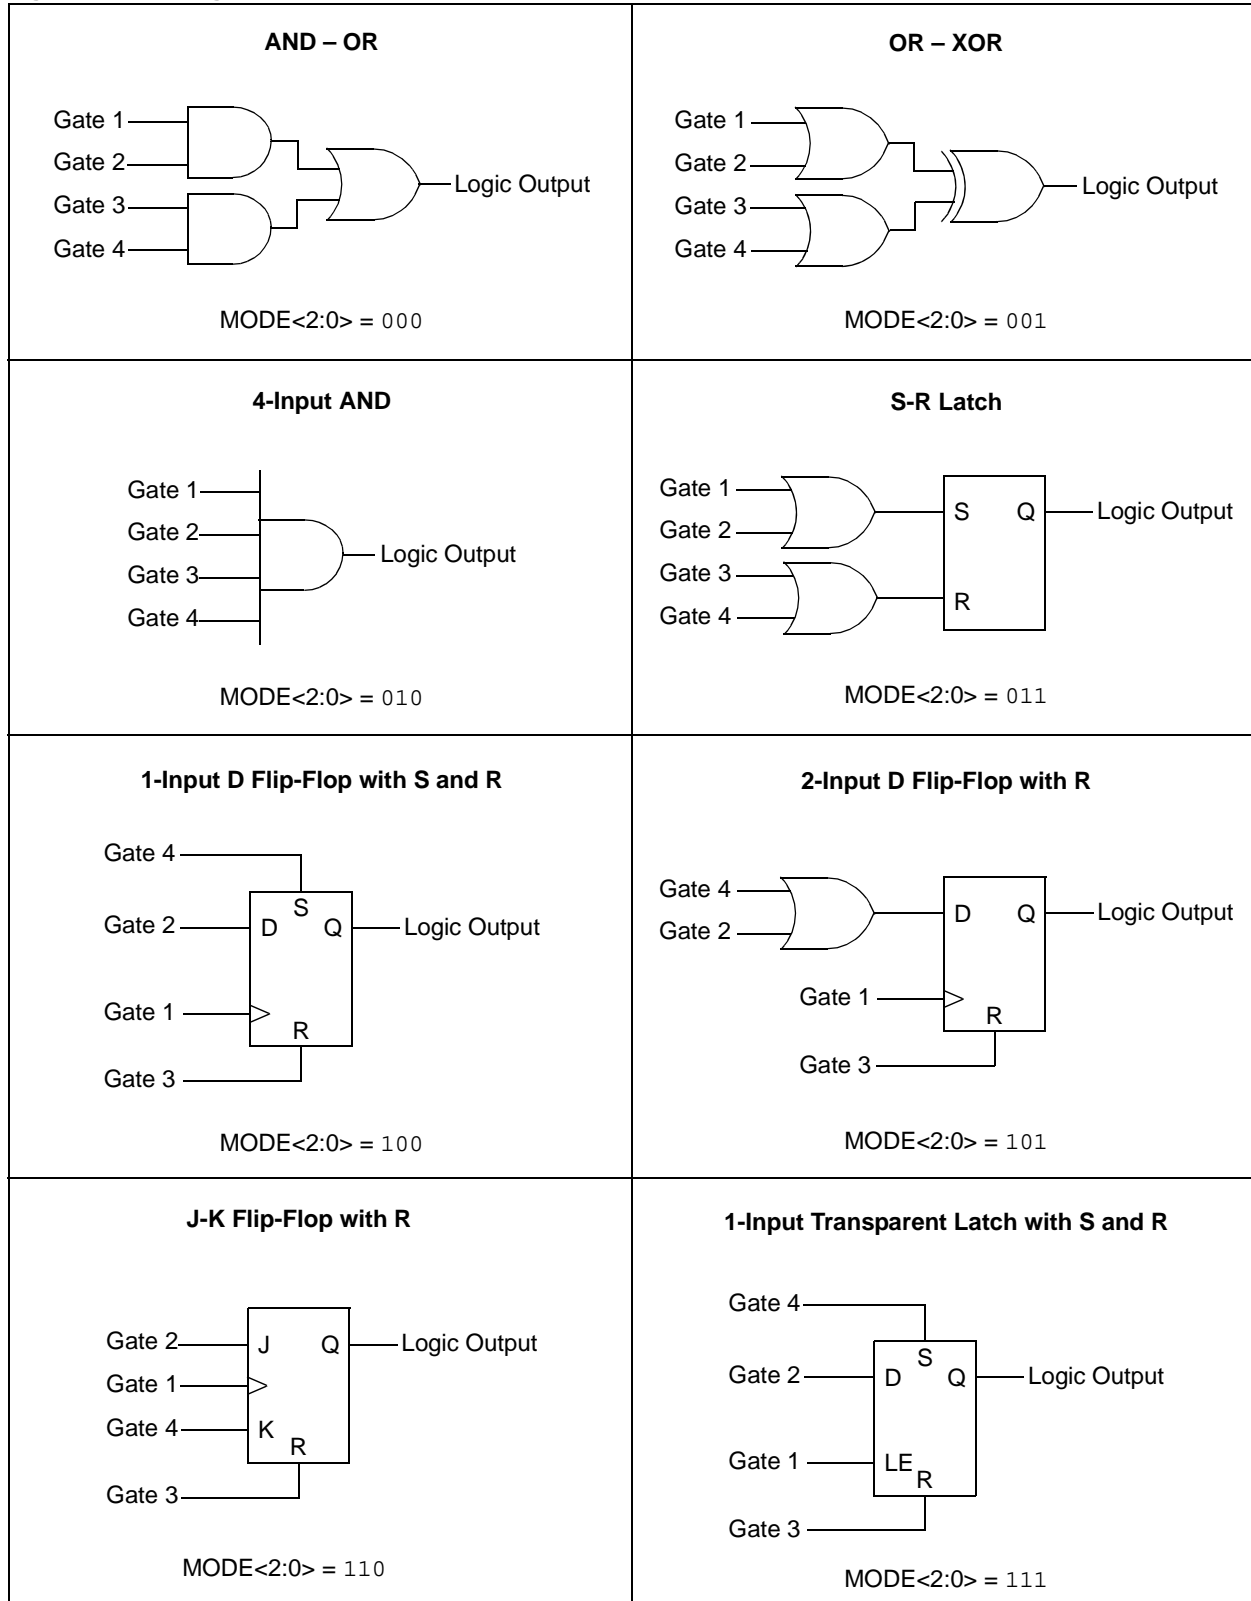 AND – OR
Gate 1
Gate 2
Gate 3
Gate 4
Logic Output
MODE<2:0> = 000
OR – XOR
Gate 1
Gate 2
Gate 3
Gate 4
Logic Output
MODE<2:0> = 001
4-Input AND
Gate 1
Gate 2
Gate 3
Gate 4
Logic Output
MODE<2:0> = 010
S-R Latch
Gate 1
Gate 2
Gate 3
Gate 4
S Q
R
Logic Output
MODE<2:0> = 011
1-Input D Flip-Flop with S and R
Gate 4
Gate 2
Gate 1
Gate 3
S
D Q
R
Logic Output
MODE<2:0> = 100
2-Input D Flip-Flop with R
Gate 4
Gate 2
Gate 1
Gate 3
D Q
R
Logic Output
MODE<2:0> = 101
J-K Flip-Flop with R
Gate 2
Gate 1
Gate 4
Gate 3
J Q
K
R
Logic Output
MODE<2:0> = 110
1-Input Transparent Latch with S and R
Gate 4
Gate 2
Gate 1
Gate 3
S
D Q
LE
R
Logic Output
MODE<2:0> = 111